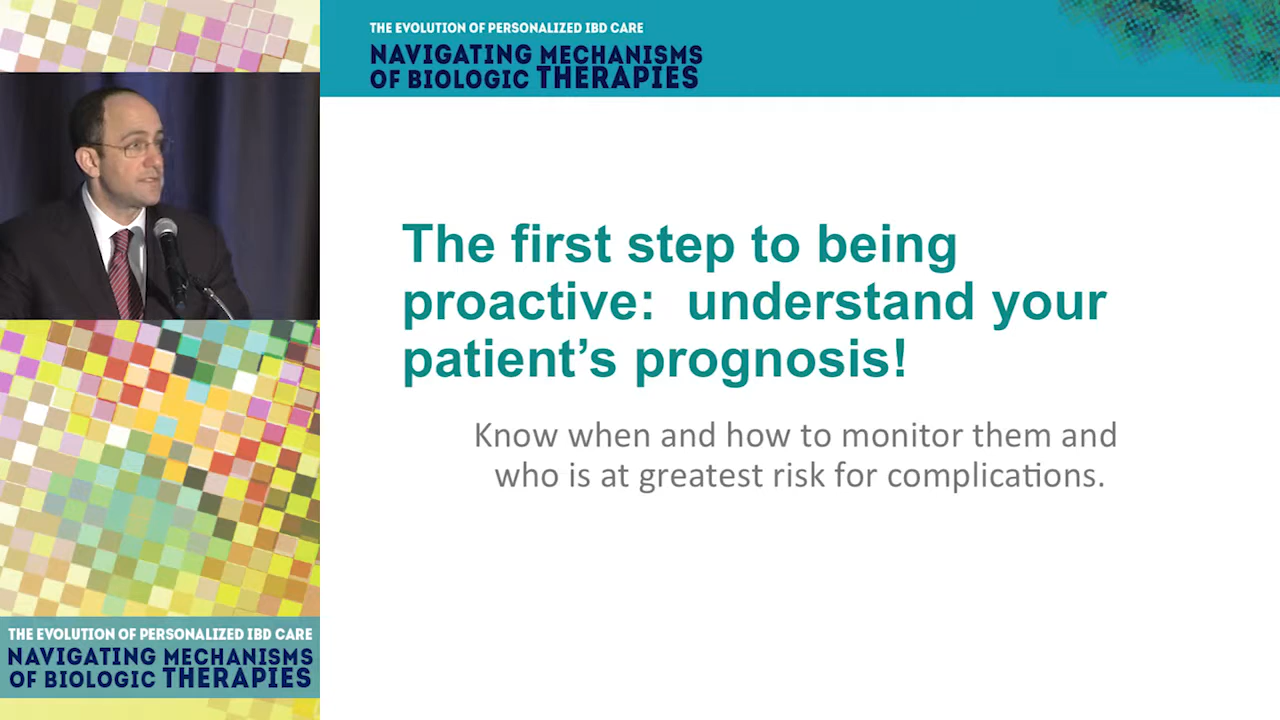 THE EVOLUTION OF PERSONALIZED IBD CARE
NAVIGATING MECHANISMS
OF BIOLOGIC THERAPIES
The first step to being
proactive:  understand your
patient’s prognosis!
Know when and how to monitor them and
who is at greatest risk for complications.
THE EVOLUTION OF PERSONALIZED IBD CARE
NAVIGATING MECHANISMS
OF BIOLOGIC THERAPIES